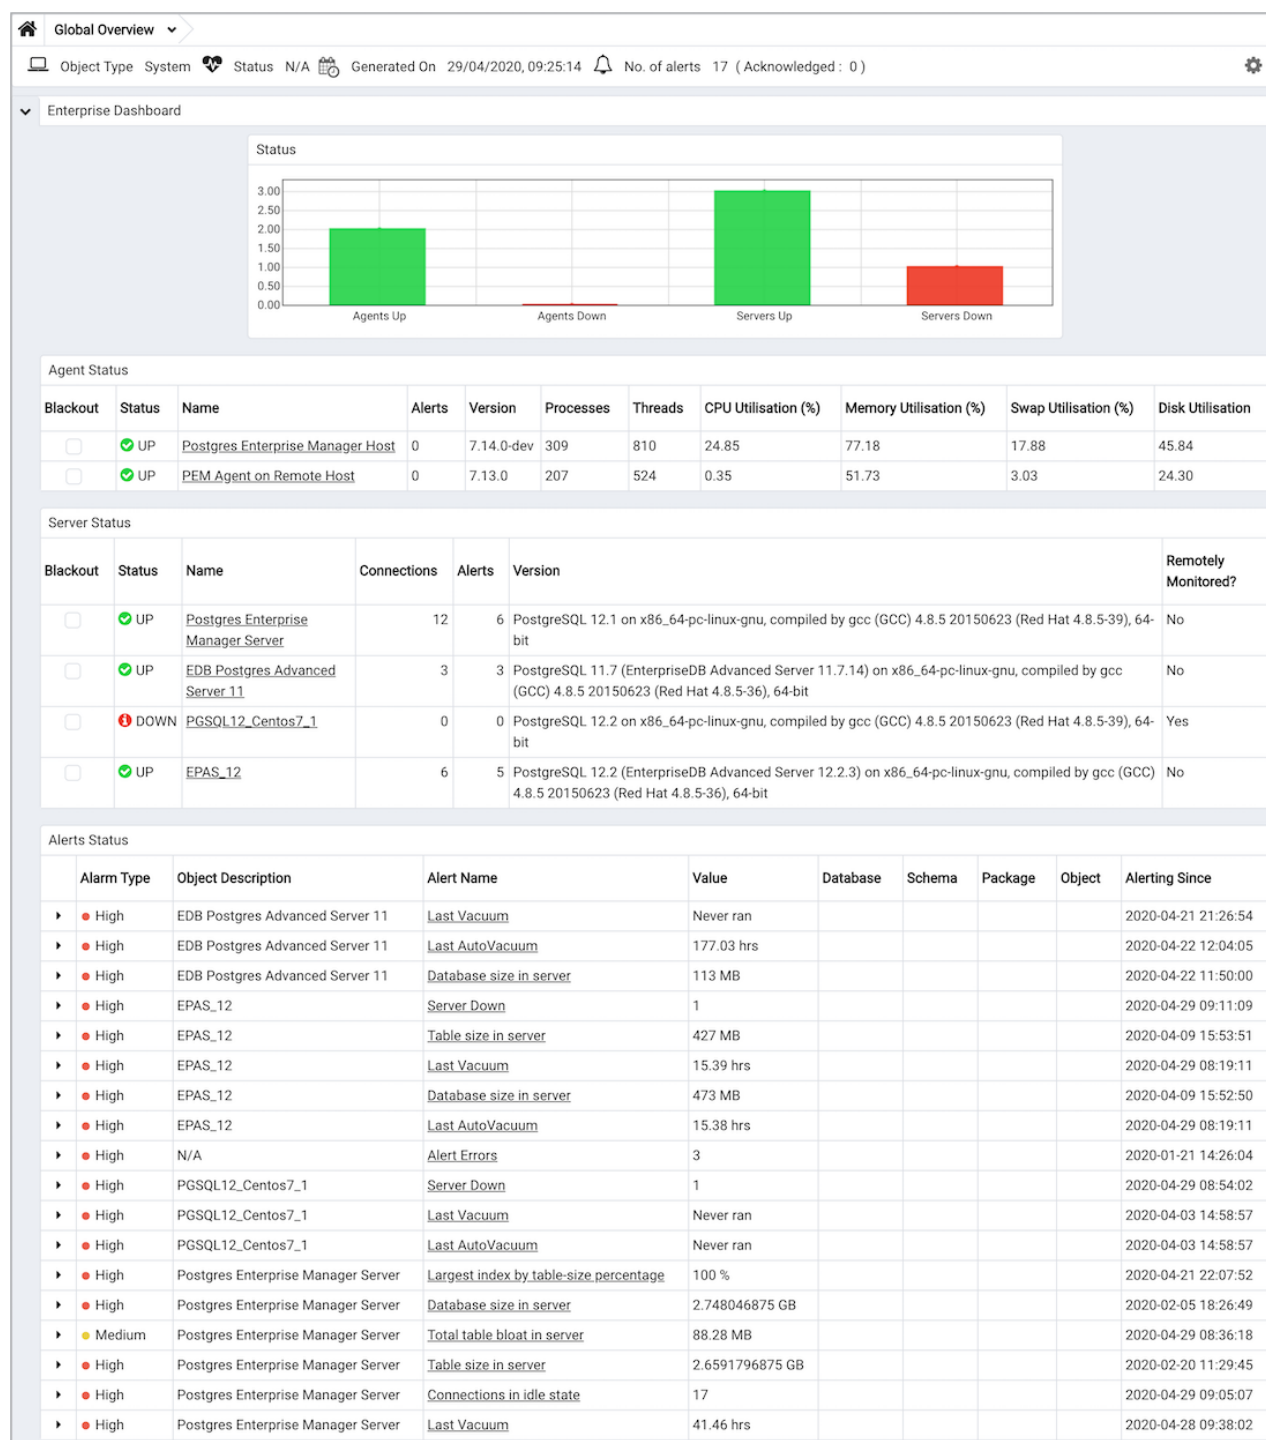 Global Overview
Object Type System Status N/A Generated On 29/04/2020, 09:25:14 No. of alerts 17 ( Acknowledged : 0 )
Enterprise Dashboard
Status
3.00
2.50
2.00
1.50
1.00
0.50
0.00
Agents Up Agents Down Servers Up Servers Down
Agent Status
Blackout Status Name Alerts Version Processes Threads CPU Utilisation (%) Memory Utilisation (%) Swap Utilisation (%) Disk Utilisation
UP Postgres Enterprise Manager Host 0 7.14.0-dev 309 810 24.85 77.18 17.88 45.84
UP PEM Agent on Remote Host 0 7.13.0 207 524 0.35 51.73 3.03 24.30
Server Status
Blackout Status Name Connections Alerts Version Remotely
Monitored?
UP Postgres Enterprise 12 6 PostgreSQL 12.1 on x86_64-pc-linux-gnu, compiled by gcc (GCC) 4.8.5 20150623 (Red Hat 4.8.5-39), 64- No
Manager Server bit
UP EDB Postgres Advanced 3 3 PostgreSQL 11.7 (EnterpriseDB Advanced Server 11.7.14) on x86_64-pc-linux-gnu, compiled by gcc No
Server 11 (GCC) 4.8.5 20150623 (Red Hat 4.8.5-36), 64-bit
DOWN PGSQL12_Centos7_1 0 0 PostgreSQL 12.2 on x86_64-pc-linux-gnu, compiled by gcc (GCC) 4.8.5 20150623 (Red Hat 4.8.5-39), 64- Yes
bit
UP EPAS_12 6 5 PostgreSQL 12.2 (EnterpriseDB Advanced Server 12.2.3) on x86_64-pc-linux-gnu, compiled by gcc (GCC) No
4.8.5 20150623 (Red Hat 4.8.5-36), 64-bit
Alerts Status
Alarm Type Object Description Alert Name Value Database Schema Package Object Alerting Since
High EDB Postgres Advanced Server 11 Last Vacuum Never ran 2020-04-21 21:26:54
High EDB Postgres Advanced Server 11 Last AutoVacuum 177.03 hrs 2020-04-22 12:04:05
High EDB Postgres Advanced Server 11 Database size in server 113 MB 2020-04-22 11:50:00
High EPAS_12 Server Down 1 2020-04-29 09:11:09
High EPAS_12 Table size in server 427 MB 2020-04-09 15:53:51
High EPAS_12 Last Vacuum 15.39 hrs 2020-04-29 08:19:11
High EPAS_12 Database size in server 473 MB 2020-04-09 15:52:50
High EPAS_12 Last AutoVacuum 15.38 hrs 2020-04-29 08:19:11
High N/A Alert Errors 3 2020-01-21 14:26:04
High PGSQL12_Centos7_1 Server Down 1 2020-04-29 08:54:02
High PGSQL12_Centos7_1 Last Vacuum Never ran 2020-04-03 14:58:57
High PGSQL12_Centos7_1 Last AutoVacuum Never ran 2020-04-03 14:58:57
High Postgres Enterprise Manager Server Largest index by table-size percentage 100 % 2020-04-21 22:07:52
High Postgres Enterprise Manager Server Database size in server 2.748046875 GB 2020-02-05 18:26:49
Medium Postgres Enterprise Manager Server Total table bloat in server 88.28 MB 2020-04-29 08:36:18
High Postgres Enterprise Manager Server Table size in server 2.6591796875 GB 2020-02-20 11:29:45
High Postgres Enterprise Manager Server Connections in idle state 17 2020-04-29 09:05:07
High Postgres Enterprise Manager Server Last Vacuum 41.46 hrs 2020-04-28 09:38:02